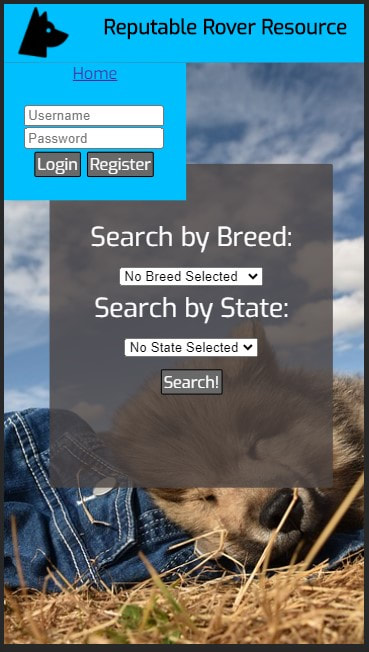 Reputable Rover Resource
Home
Username
Password
Login Register
Search by Breed:
No Breed Selected
Search by State:
No State Selected
Search!